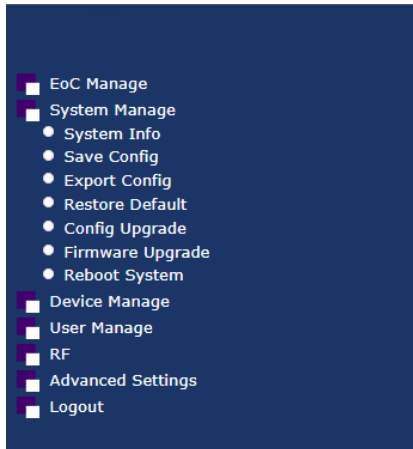 EoC Manage
System Manage
System Info
Save Config
Export Config
Restore Default
Config Upgrade
Firmware Upgrade
Reboot System
Device Manage
User Manage
RF
Advanced Settings
Logout